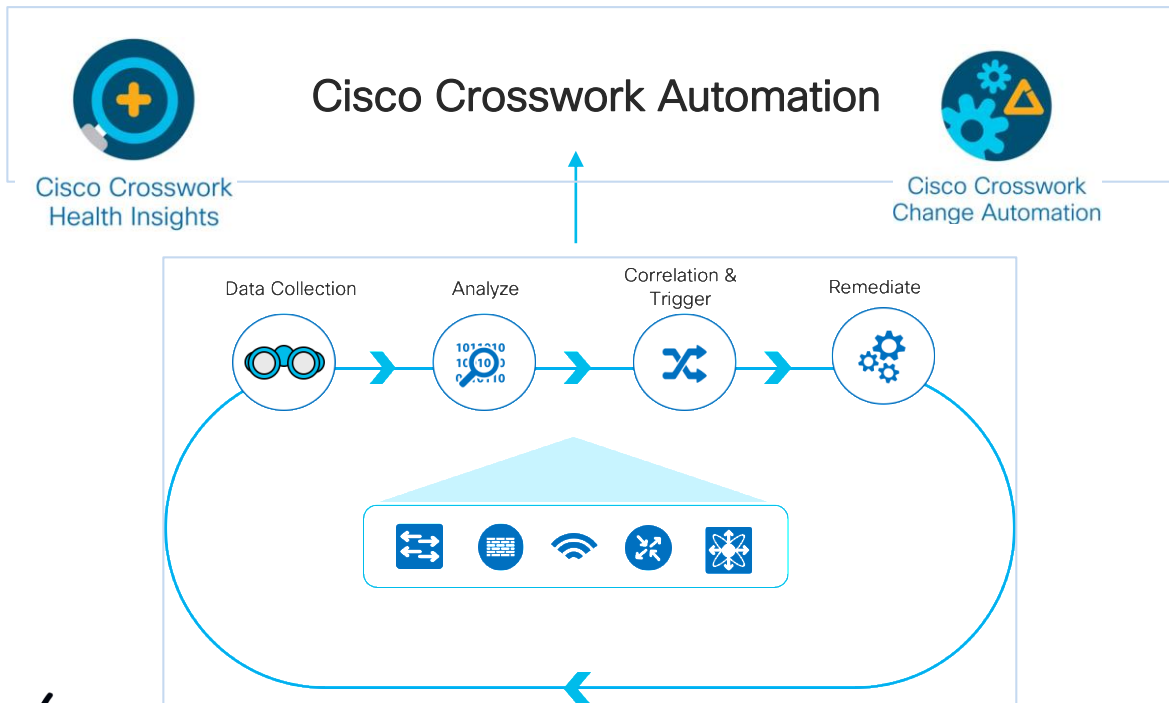 Cisco Crosswork Automation
Cisco Crosswork
Health Insights
Cisco Crosswork
Change Automation
Data Collection
Analyze
Correlation &
Trigger
Remediate